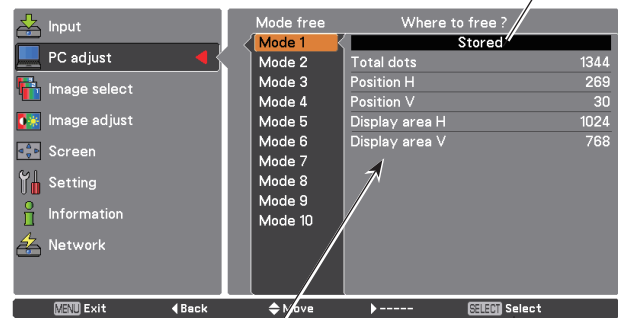 Input
PC adjust
Image select
Image adjust
Screen
Setting
Information
Network
Mode free
Mode 1
Mode 2
Mode 3
Mode 4
Mode 5
Mode 6
Mode 7
Mode 8
Mode 9
Mode 10
Where to free ?
Stored
Total dots 1344
Position H 269
Position V 30
Display area H 1024
Display area V 768
MENU Exit Back Move ----- SELECT Select